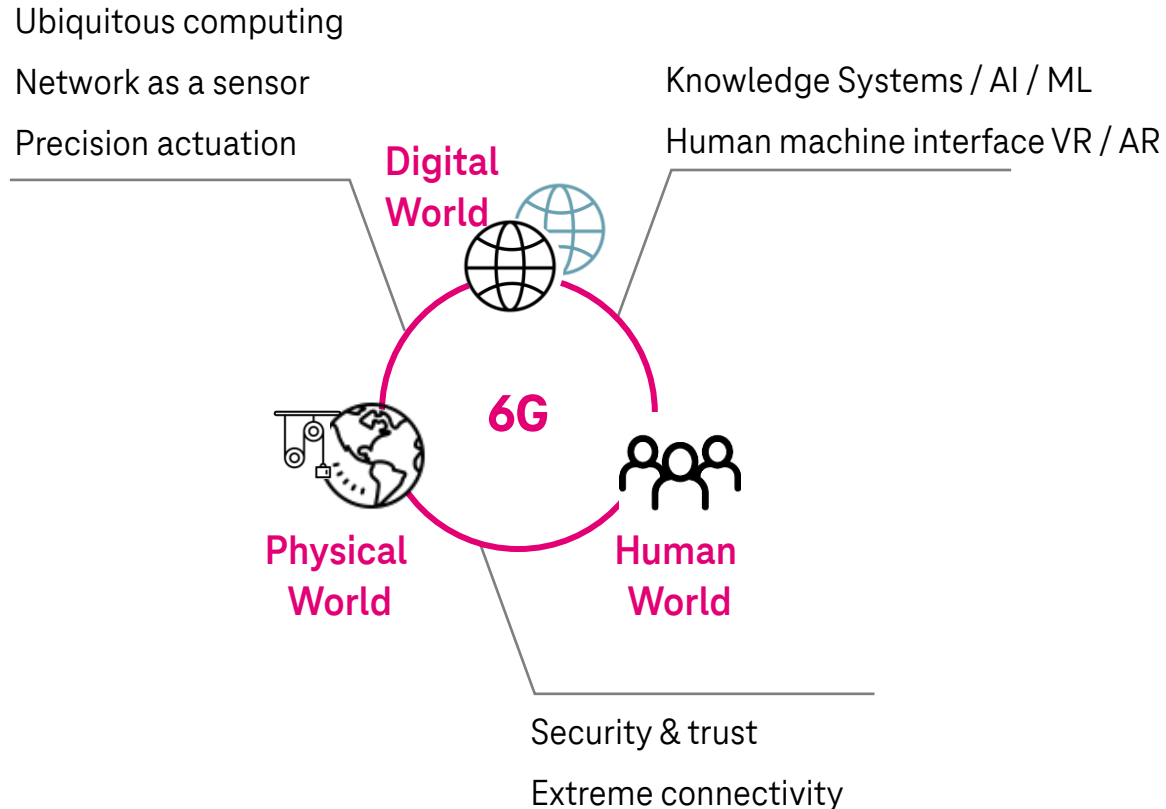 Ubiquitous computing
Network as a sensor
Precision actuation
Knowledge Systems / AI / ML
Human machine interface VR / AR
Digital
World
6G
Physical
World
Human
World
Security & trust
Extreme connectivity